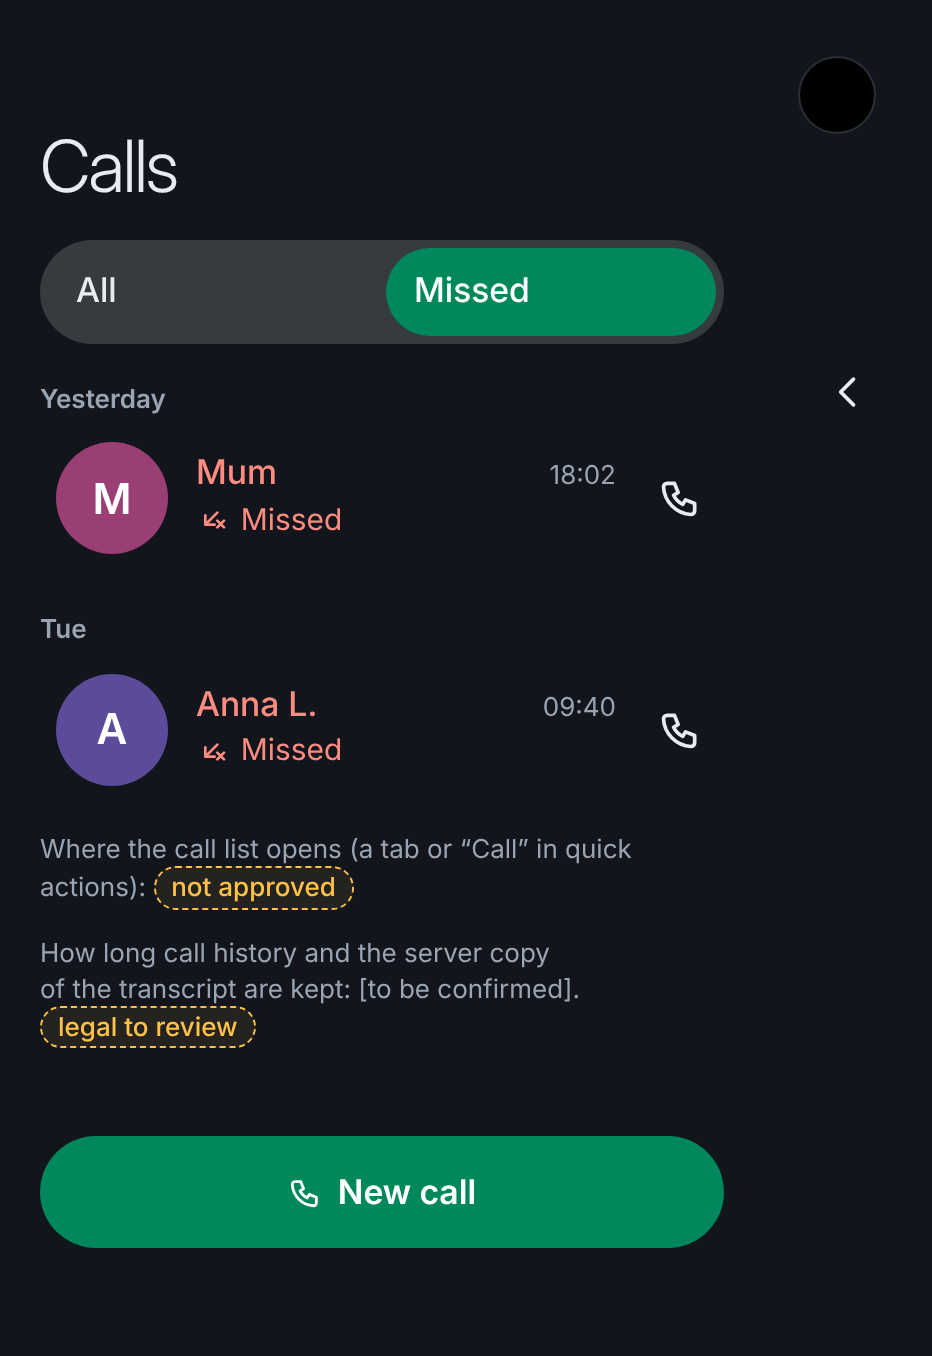 Calls
All
Missed
Yesterday
M
Mum
18:02
Missed
Tue
A
Anna L.
09:40
Missed
Where the call list opens (a tab or “Call” in quick
actions): not approved
How long call history and the server copy
of the transcript are kept: [to be confirmed].
legal to review
New call